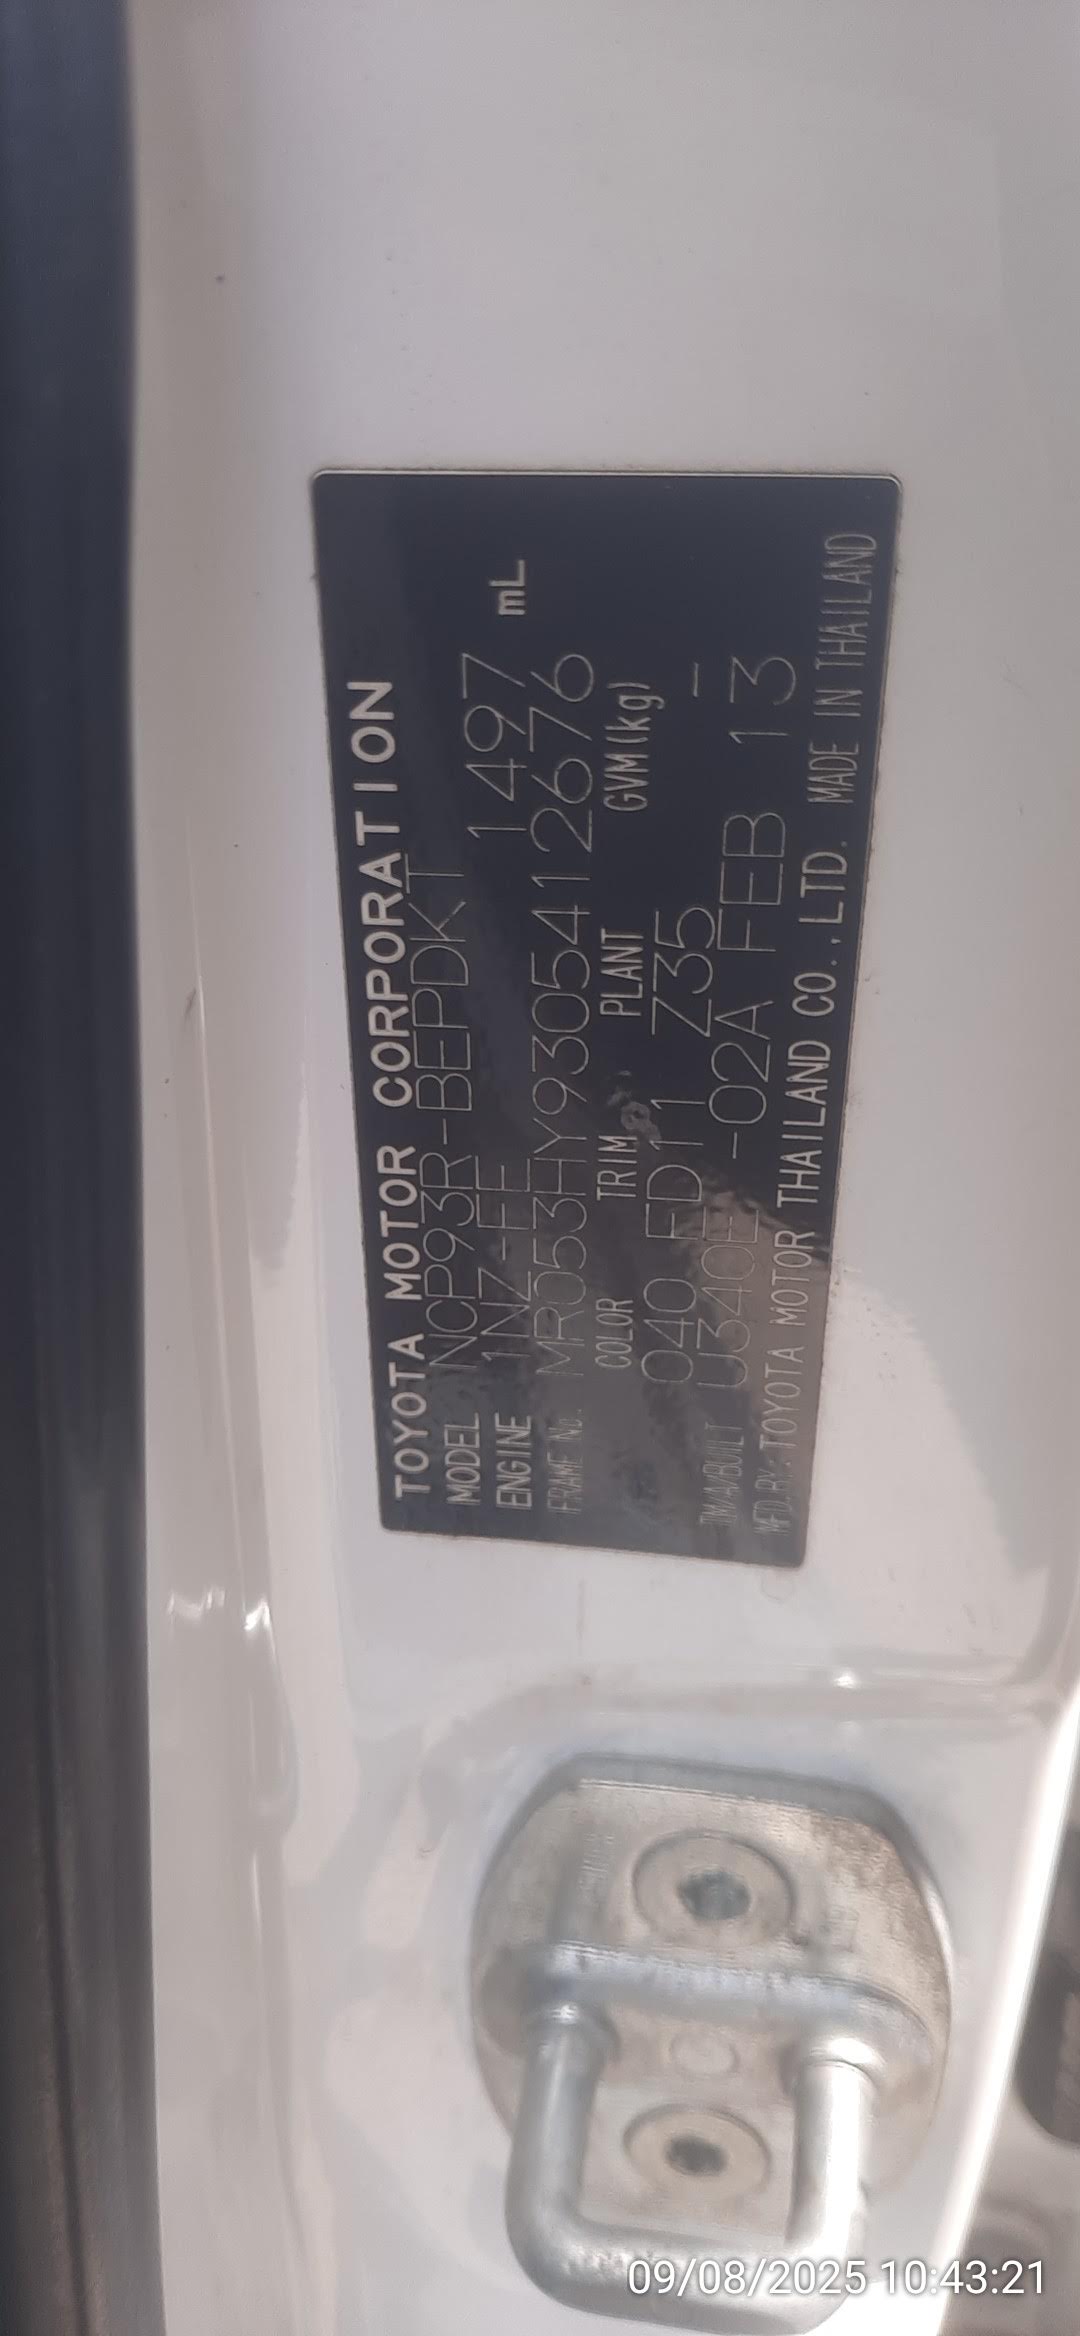 TOYOTA MOTOR CORPORATION
MODEL NCP93R-BEPDKT 1497 mL
ENGINE 1NZ-FE
FRAME No. MR053HY9305412676
COLOR TRIM PLANT GVM(kg)
040 FD11 Z35 -
TM/A/BUILT U340E -02A FEB 13
MFD.BY:TOYOTA MOTOR THAILAND CO.,LTD. MADE IN THAILAND
09/08/2025 10:43:21